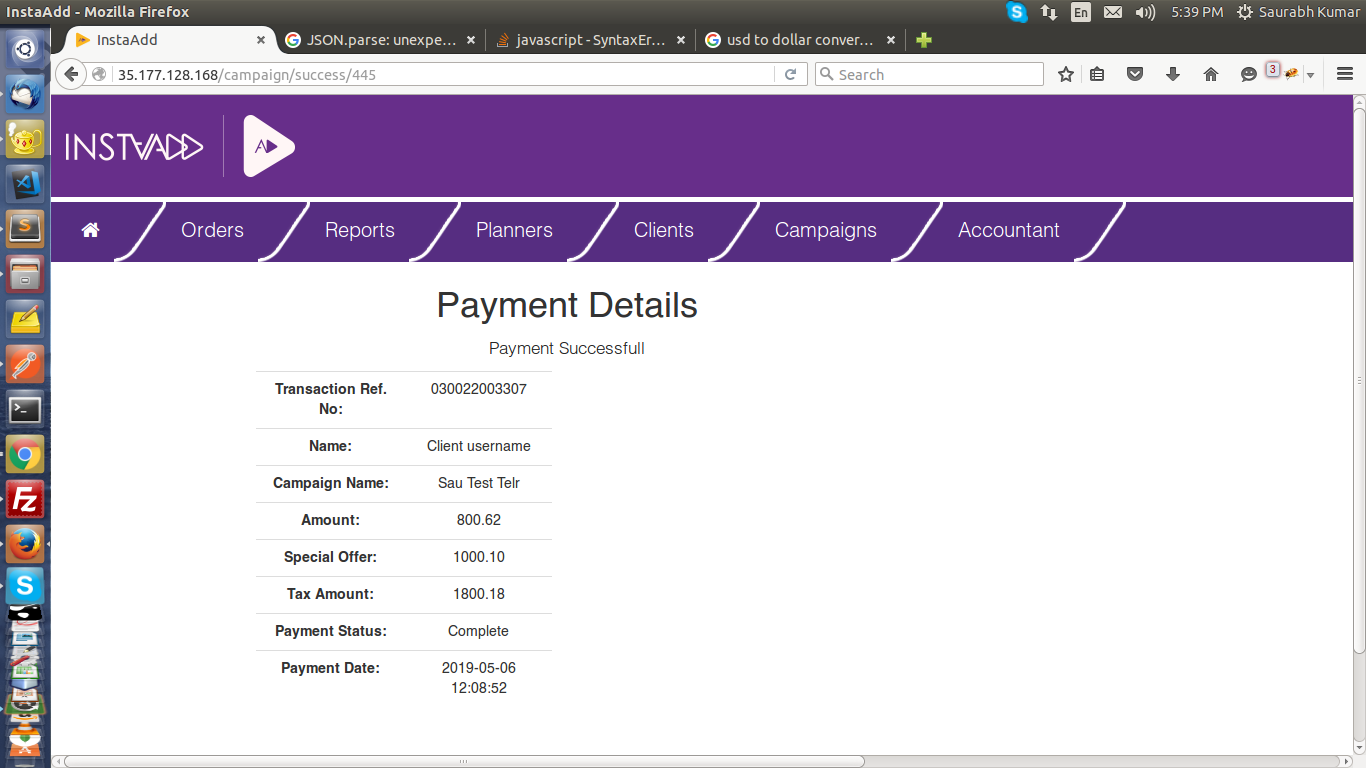 InstaAdd - Mozilla Firefox
En
5:39 PM
Saurabh Kumar
InstaAdd
JSON.parse: unexpe...
javascript - SyntaxEr...
usd to dollar conver...
35.177.128.168/campaign/success/445
Search
3
INSTAADD
AD
Orders
Reports
Planners
Clients
Campaigns
Accountant
Payment Details
Payment Successfull
Transaction Ref. 030022003307
No:
Name: Client username
Campaign Name: Sau Test Telr
Amount: 800.62
Special Offer: 1000.10
Tax Amount: 1800.18
Payment Status: Complete
Payment Date: 2019-05-06
12:08:52